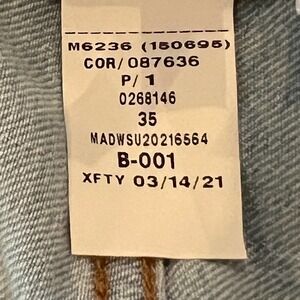 M6236 (150695)
COR/087636
P/1
0268146
35
MADWSU20216564
B-001
XFTY 03/14/21